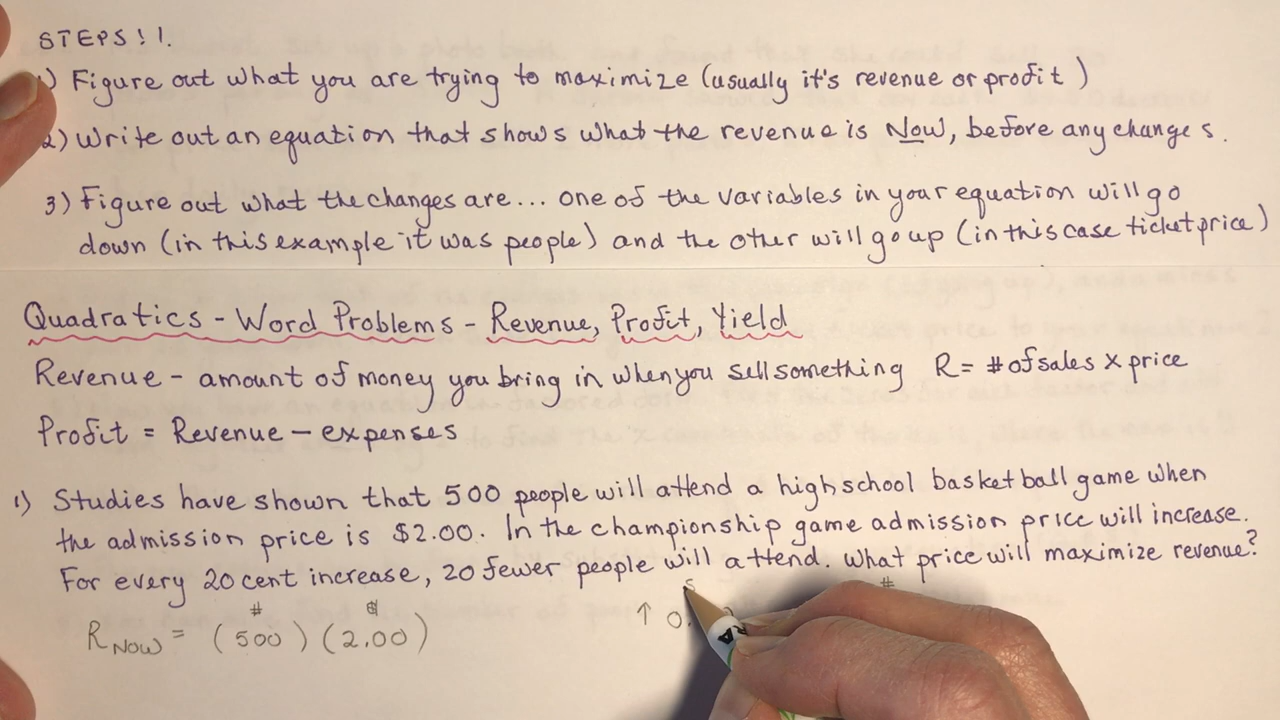 STEPS!!
1) Figure out what you are trying to maximize (usually it's revenue or profit)
2) Write out an equation that shows what the revenue is Now, before any changes.
3) Figure out what the changes are... one of the variables in your equation will go
down (in this example it was people) and the other will go up (in this case ticket price)
Quadratics - Word Problems - Revenue, Profit, Yield
Revenue - amount of money you bring in when you sell something R = # of sales x price
Profit = Revenue - expenses
1) Studies have shown that 500 people will attend a high school basketball game when
the admission price is $2.00. In the championship game admission price will increase.
For every 20 cent increase, 20 fewer people will attend. What price will maximize revenue?
# $ #
R NOW = (500)(2.00) ↑ 0.